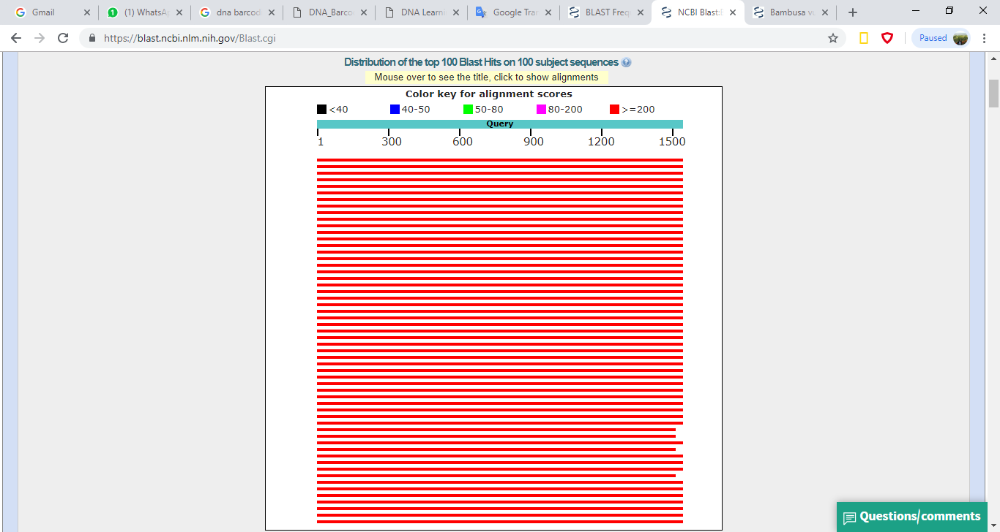 Gmail
(1) WhatsA
dna barcod
DNA_Barco
DNA Learni
Google Tran
BLAST Freq
NCBI Blast:
Bambusa vu
https://blast.ncbi.nlm.nih.gov/Blast.cgi
Paused
Distribution of the top 100 Blast Hits on 100 subject sequences
Mouse over to see the title, click to show alignments
Color key for alignment scores
<40 40-50 50-80 80-200 >=200
Query
1 300 600 900 1200 1500
Questions/comments